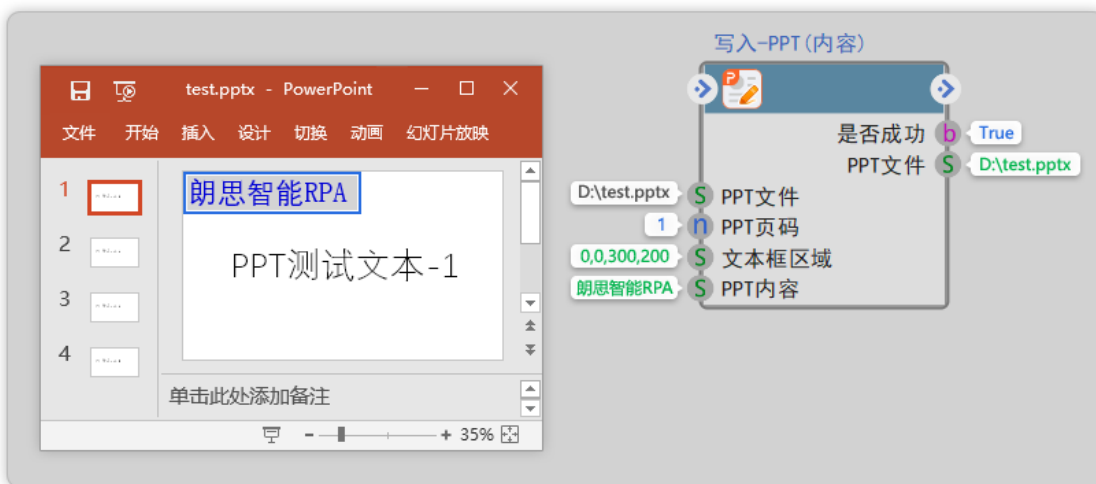 写入-PPT(内容)
test.pptx - PowerPoint
文件 开始 插入 设计 切换 动画 幻灯片放映
1
2
3
4
朗思智能RPA
PPT测试文本-1
单击此处添加备注
35%
是否成功 b True
PPT文件 S D:\test.pptx
D:\test.pptx S PPT文件
1 n PPT页码
0,0,300,200 S 文本框区域
朗思智能RPA S PPT内容